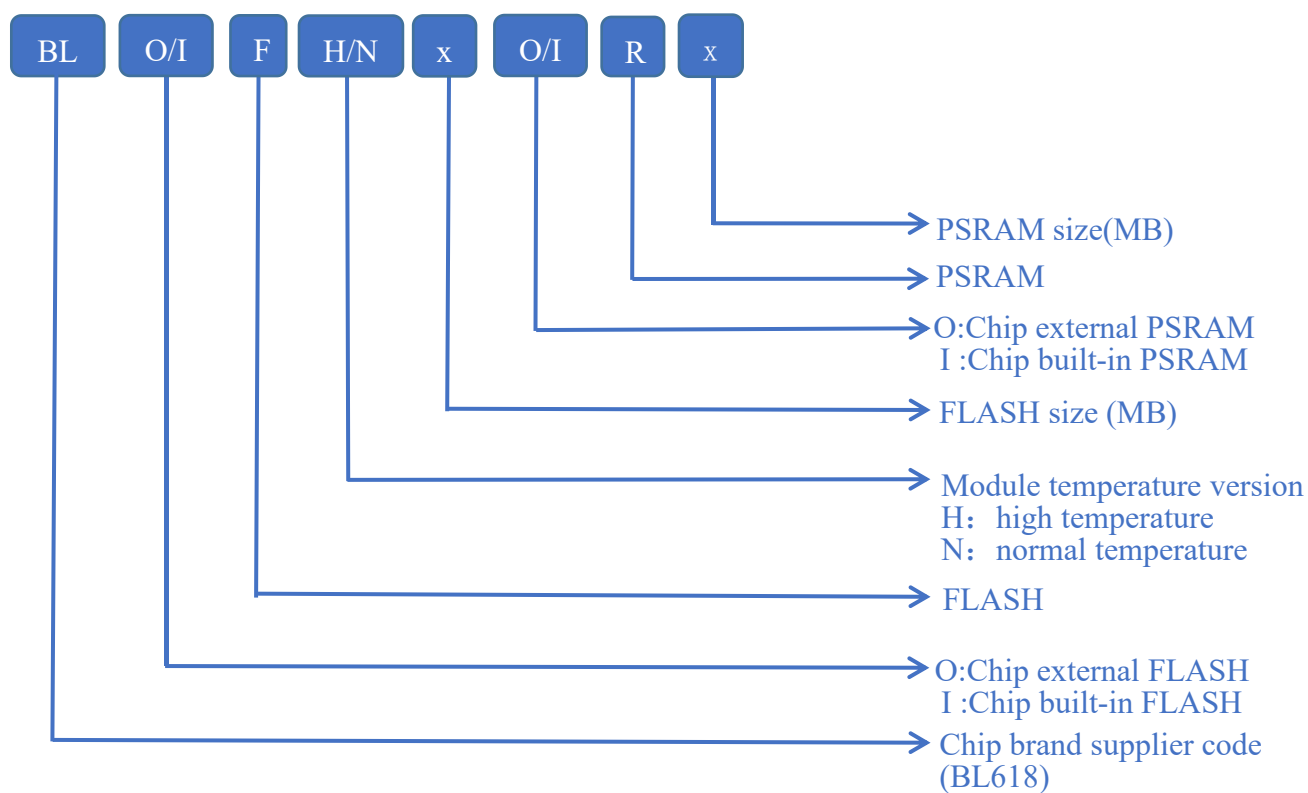 BL O/I F H/N x O/I R x
PSRAM size(MB)
PSRAM
O:Chip external PSRAM
I :Chip built-in PSRAM
FLASH size (MB)
Module temperature version
H： high temperature
N： normal temperature
FLASH
O:Chip external FLASH
I :Chip built-in FLASH
Chip brand supplier code
(BL618)